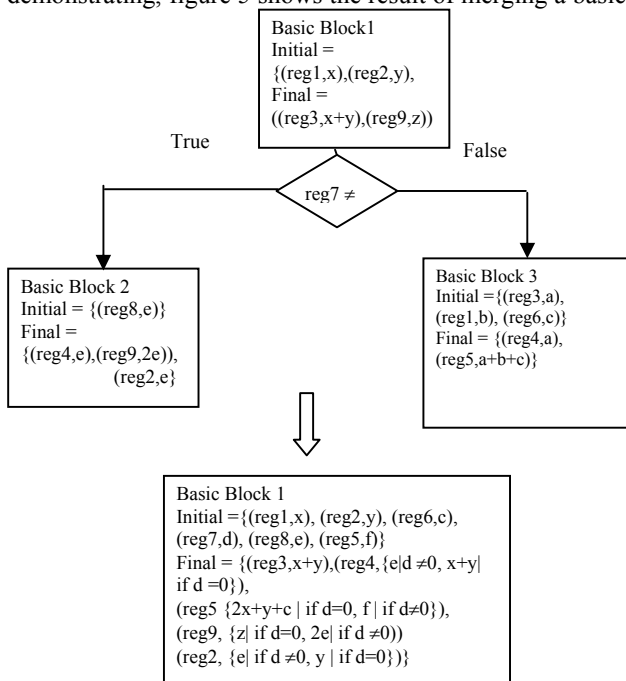 demonstrating, figure 5 shows the result of merging a basic
Basic Block1
Initial =
{(reg1,x),(reg2,y),
Final =
((reg3,x+y),(reg9,z))
True
False
reg7 ≠
Basic Block 2
Initial = {(reg8,e)}
Final =
{(reg4,e),(reg9,2e)),
(reg2,e}
Basic Block 3
Initial ={(reg3,a),
(reg1,b), (reg6,c)}
Final = {(reg4,a),
(reg5,a+b+c)}
Basic Block 1
Initial ={(reg1,x), (reg2,y), (reg6,c),
(reg7,d), (reg8,e), (reg5,f)}
Final = {(reg3,x+y),(reg4,{e|d ≠0, x+y|
if d =0}),
(reg5 {2x+y+c | if d=0, f | if d≠0}),
(reg9, {z| if d=0, 2e| if d ≠0))
(reg2, {e| if d ≠0, y | if d=0})}